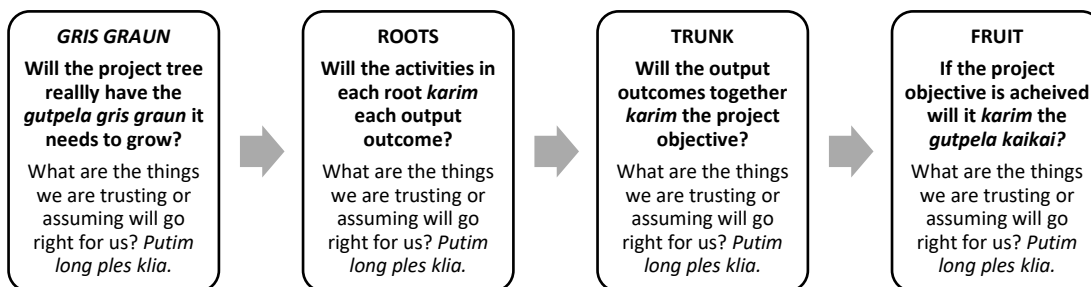 GRIS GRAUN
Will the project tree
reallly have the
gutpela gris graun it
needs to grow?
What are the things
we are trusting or
assuming will go
right for us? Putim
long ples klia.
ROOTS
Will the activities in
each root karim
each output
outcome?
What are the things
we are trusting or
assuming will go
right for us? Putim
long ples klia.
TRUNK
Will the output
outcomes together
karim the project
objective?
What are the things
we are trusting or
assuming will go
right for us? Putim
long ples klia.
FRUIT
If the project
objective is acheived
will it karim the
gutpela kaikai?
What are the things
we are trusting or
assuming will go
right for us? Putim
long ples klia.